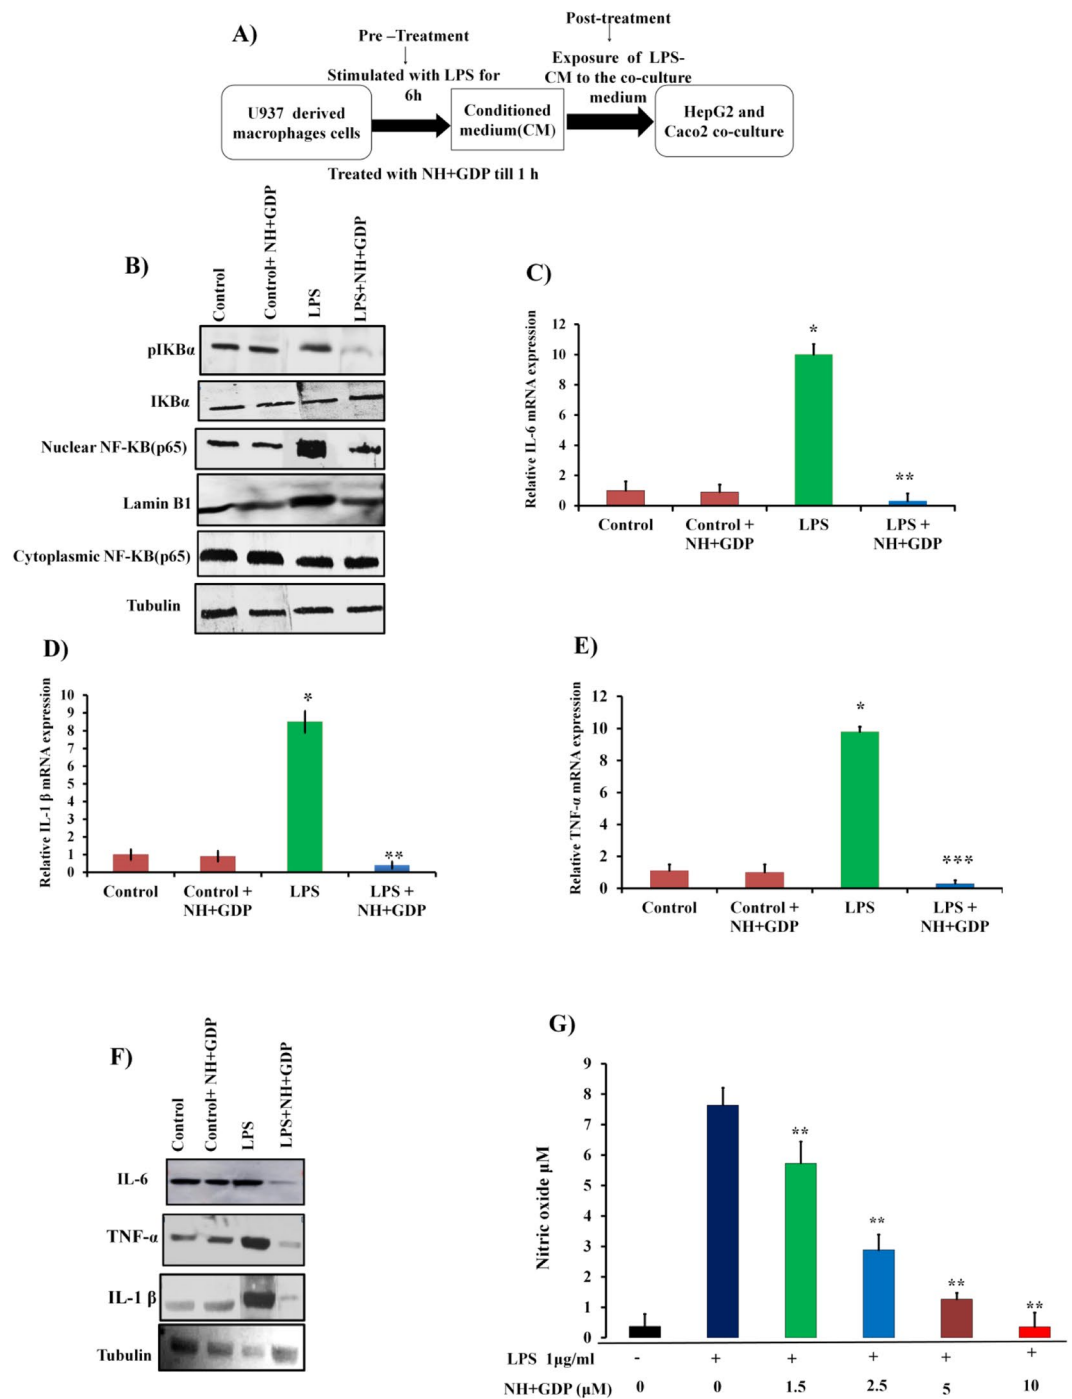 A)
Pre –Treatment
Post-treatment
Stimulated with LPS for
6h
Exposure of LPS-
CM to the co-culture
medium
U937 derived
macrophages cells
Conditioned
medium(CM)
HepG2 and
Caco2 co-culture
Treated with NH+GDP till 1 h
B)
Control
Control+ NH+GDP
LPS
LPS+NH+GDP
pIKBα
IKBα
Nuclear NF-KB(p65)
Lamin B1
Cytoplasmic NF-KB(p65)
Tubulin
C)
Relative IL-6 mRNA expression
12
10
8
6
4
2
0
*
**
Control
Control +
NH+GDP
LPS
LPS +
NH+GDP
D)
Relative IL-1 β mRNA expression
10
9
8
7
6
5
4
3
2
1
0
*
**
Control
Control +
NH+GDP
LPS
LPS +
NH+GDP
E)
Relative TNF-α mRNA expression
12
10
8
6
4
2
0
*
***
Control
Control +
NH+GDP
LPS
LPS +
NH+GDP
F)
Control
Control+ NH+GDP
LPS
LPS+NH+GDP
IL-6
TNF-α
IL-1 β
Tubulin
G)
Nitric oxide μM
9
8
7
6
5
4
3
2
1
0
**
**
**
**
LPS 1μg/ml - + + + + +
NH+GDP (μM) 0 0 1.5 2.5 5 10